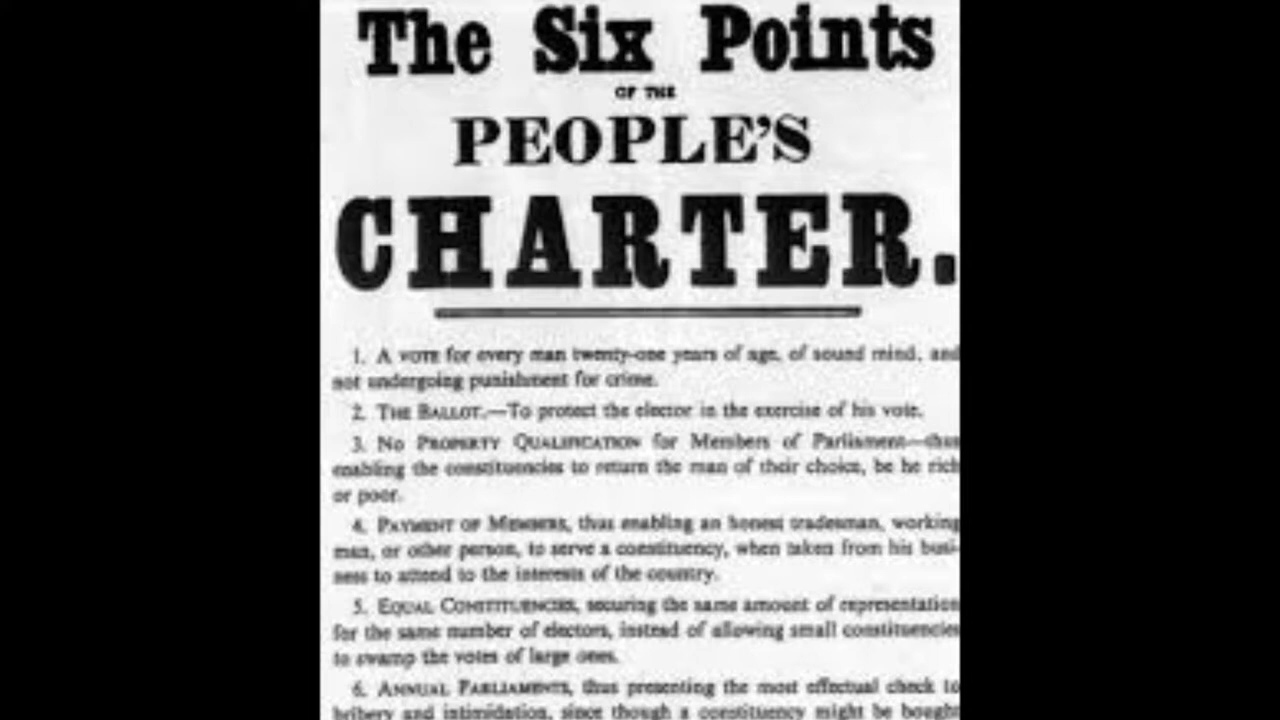 The Six Points
OF THE
PEOPLE'S
CHARTER.
1. A VOTE for every man twenty-one years of age, of sound mind, and
not undergoing punishment for crime.
2. THE BALLOT.—To protect the elector in the exercise of his vote.
3. NO PROPERTY QUALIFICATION for Members of Parliament—thus
enabling the constituencies to return the man of their choice, be he rich
or poor.
4. PAYMENT OF MEMBERS, thus enabling an honest tradesman, working
man, or other person, to serve a constituency, when taken from his busi-
ness to attend to the interests of the country.
5. EQUAL CONSTITUENCIES, securing the same amount of representation
for the same number of electors, instead of allowing small constituencies
to swamp the votes of large ones.
6. ANNUAL PARLIAMENTS, thus presenting the most effectual check to
bribery and intimidation, since though a constituency might be bought